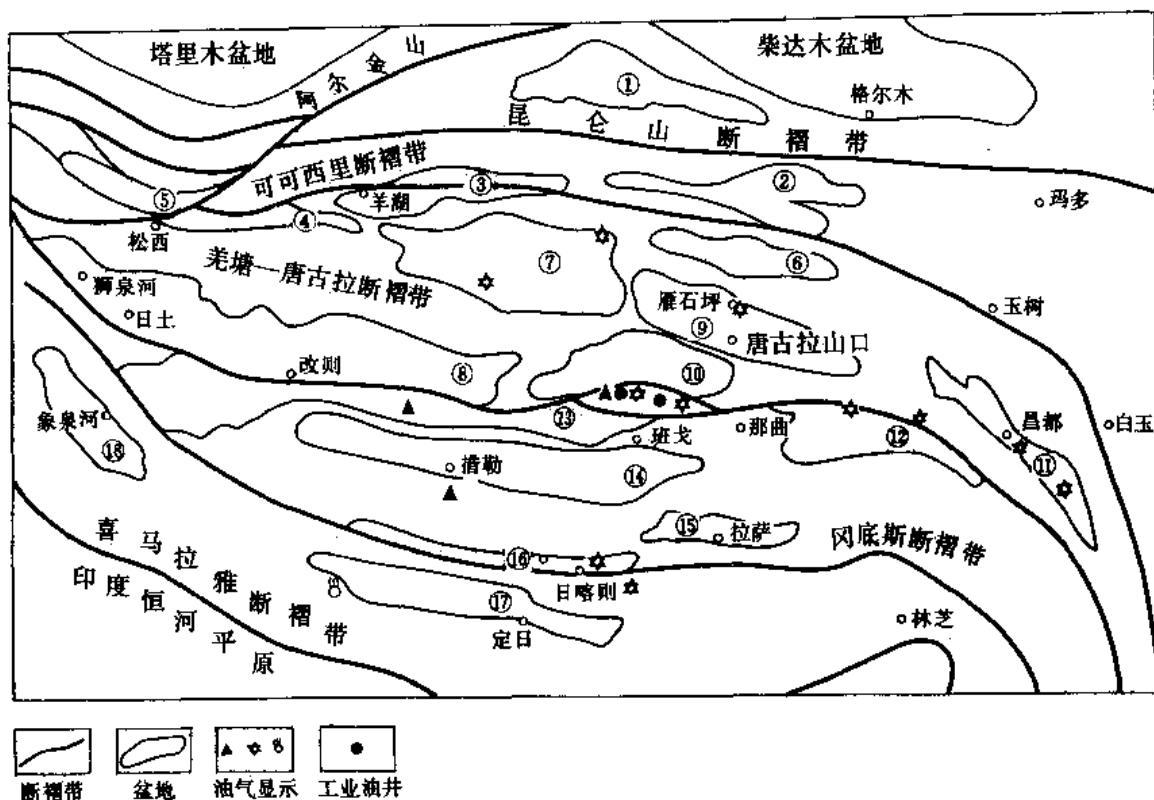 塔里木盆地
柴达木盆地
阿尔金山
①
格尔木
昆仑山断褶带
可可西里断褶带
③
②
⑤
羊湖
玛多
④
松西
⑦
⑥
羌塘—唐古拉断褶带
狮泉河
雁石坪
玉树
日土
⑨
唐古拉山口
改则
⑧
⑩
象泉河
⑬
班戈
那曲
⑫
昌都
白玉
⑱
措勒
⑭
⑪
⑮
拉萨
冈底斯断褶带
喜马拉雅断褶带
⑯
日喀则
印度恒河平原
⑰
定日
林芝
断褶带
盆地
油气显示
工业油井